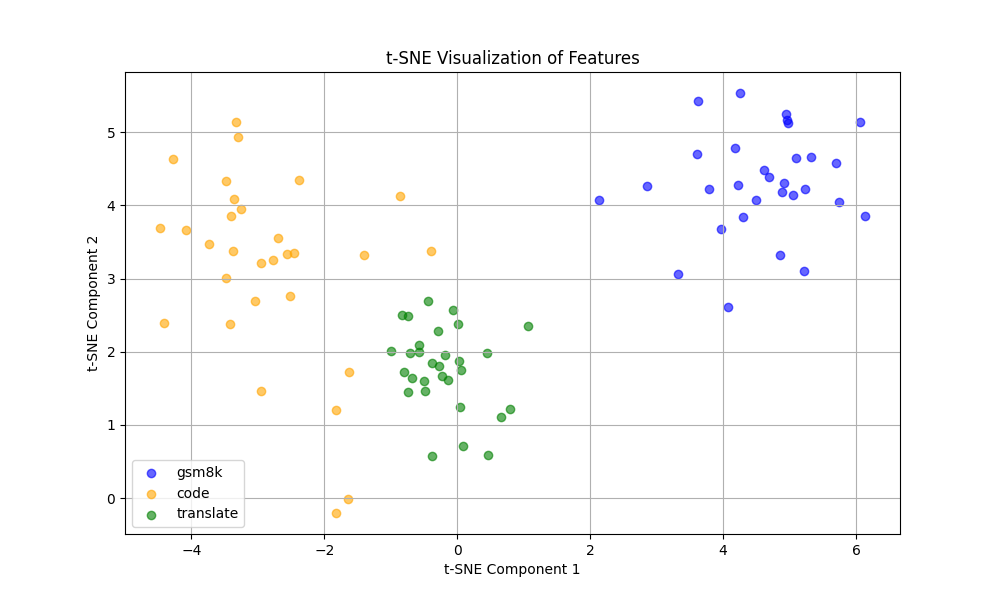 t-SNE Visualization of Features
t-SNE Component 2
5
4
3
2
1
0
gsm8k
code
translate
−4
−2
0
2
4
6
t-SNE Component 1